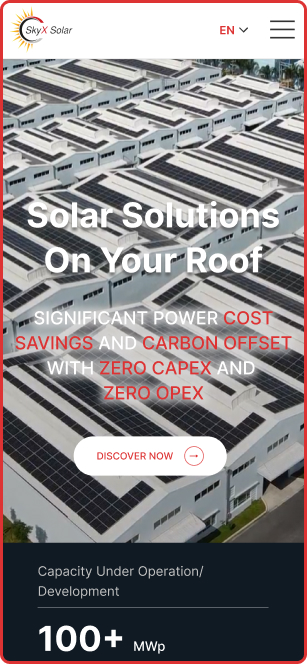 SkyX Solar
EN
Solar Solutions
On Your Roof
SIGNIFICANT POWER COST
SAVINGS AND CARBON OFFSET
WITH ZERO CAPEX AND
ZERO OPEX
DISCOVER NOW
Capacity Under Operation/
Development
100+ MWp